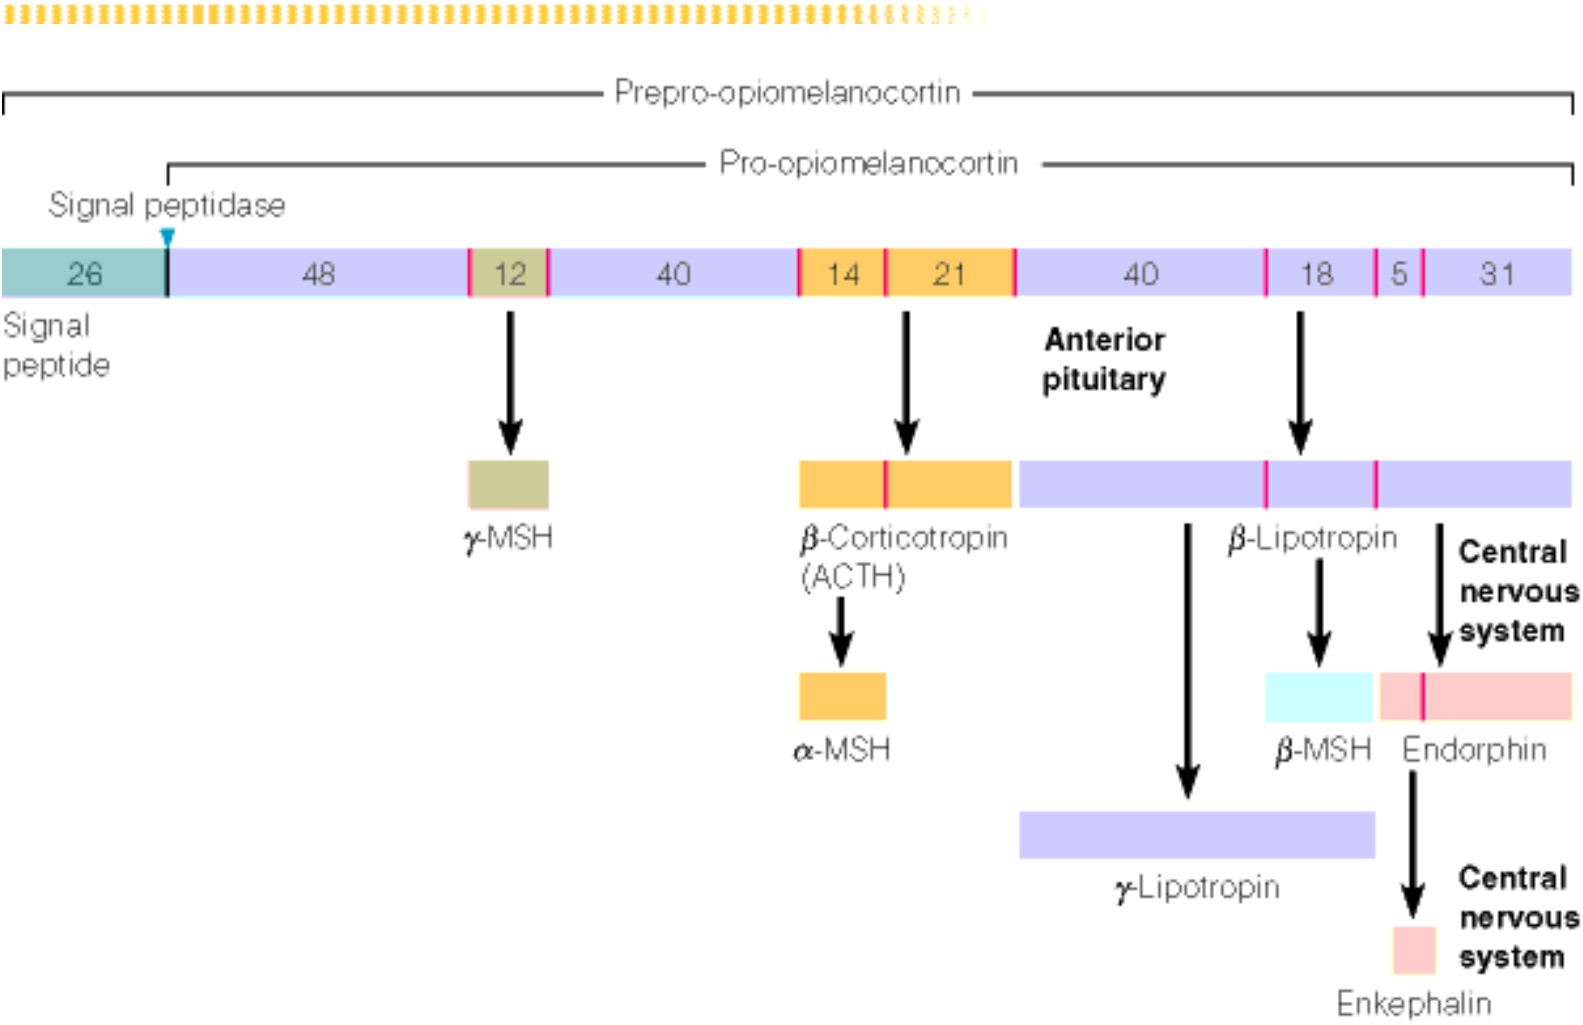 Prepro-opiomelanocortin
Pro-opiomelanocortin
Signal peptidase
26 48 12 40 14 21 40 18 5 31
Signal
peptide
Anterior
pituitary
γ-MSH
β-Corticotropin
(ACTH)
β-Lipotropin
Central
nervous
system
α-MSH
β-MSH
Endorphin
γ-Lipotropin
Central
nervous
system
Enkephalin